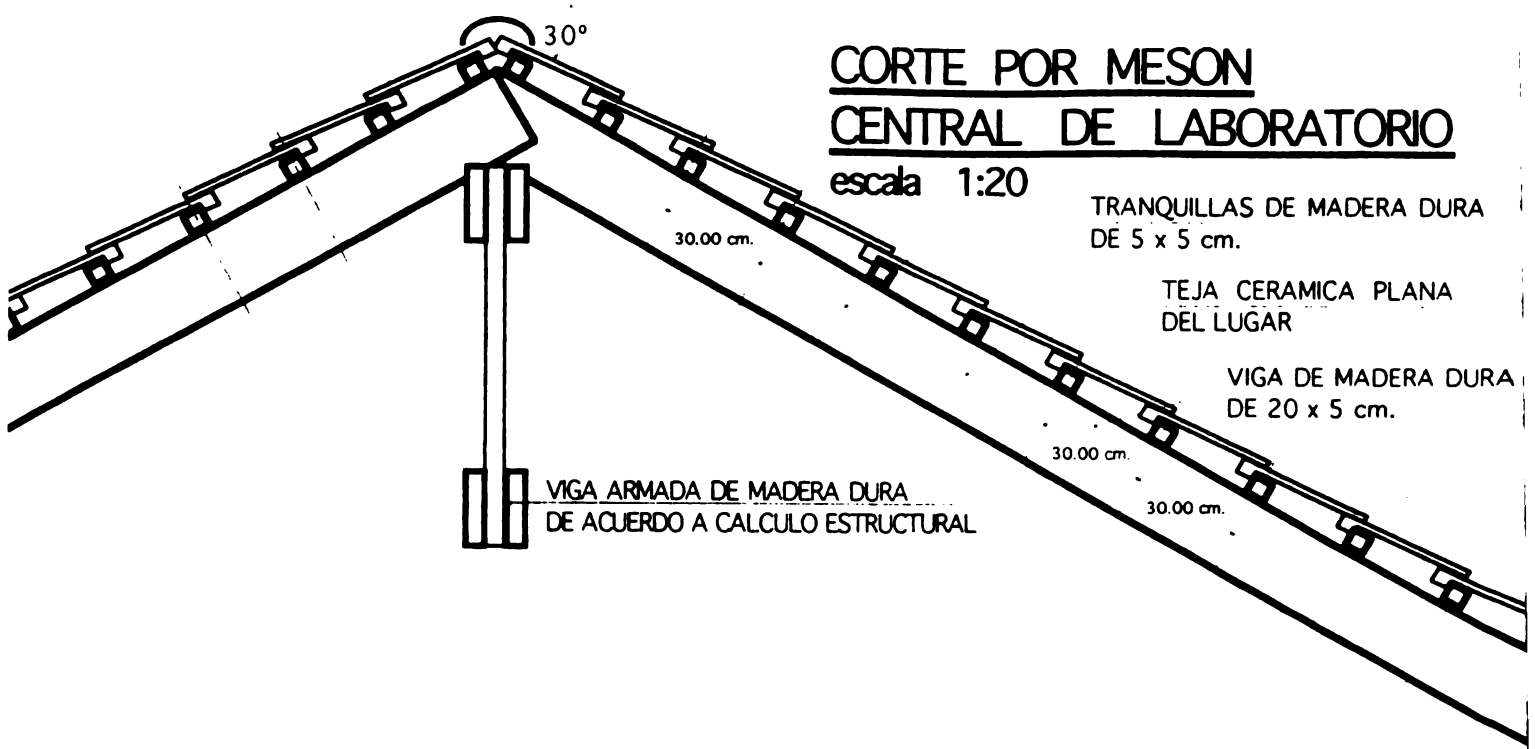 30°
CORTE POR MESON
CENTRAL DE LABORATORIO
escala 1:20
TRANQUILLAS DE MADERA DURA
DE 5 x 5 cm.
30.00 cm.
TEJA CERAMICA PLANA
DEL LUGAR
VIGA DE MADERA DURA
DE 20 x 5 cm.
30.00 cm.
30.00 cm.
VIGA ARMADA DE MADERA DURA
DE ACUERDO A CALCULO ESTRUCTURAL